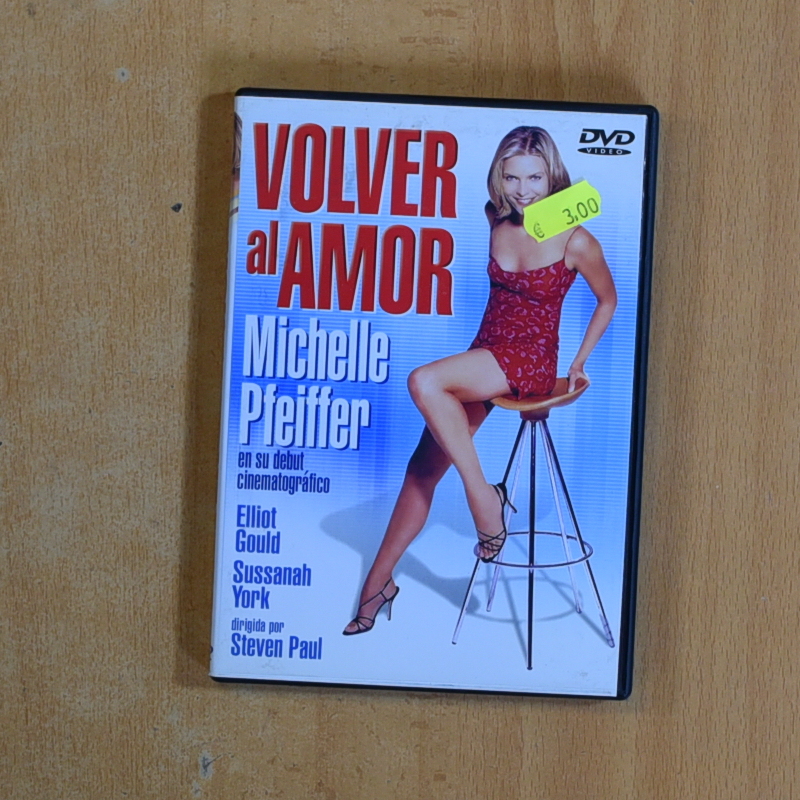 VOLVER
al AMOR
Michelle
Pfeiffer
en su debut
cinematográfico
Elliot
Gould
Sussanah
York
dirigida por
Steven Paul
DVD
VIDEO
€ 3,00